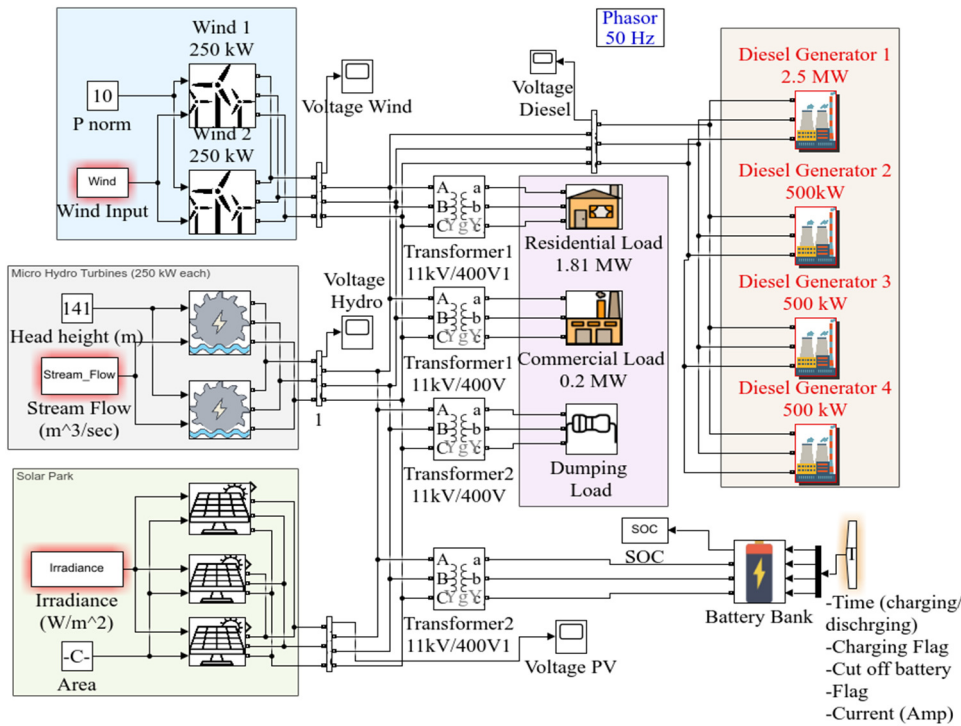 Phasor
50 Hz
Wind 1
250 kW
10
P norm
Wind 2
250 kW
Wind
Wind Input
Voltage Wind
Voltage
Diesel
Diesel Generator 1
2.5 MW
Diesel Generator 2
500kW
Diesel Generator 3
500 kW
Diesel Generator 4
500 kW
A a
B b
C c
Y g Y
Transformer1
11kV/400V1
Residential Load
1.81 MW
Micro Hydro Turbines (250 kW each)
141
Head height (m)
Stream_Flow
Stream Flow
(m^3/sec)
Voltage
Hydro
1
A a
B b
C c
Y g Y
Transformer1
11kV/400V
Commercial Load
0.2 MW
A a
B b
C c
Y g Y
Transformer2
11kV/400V
Dumping
Load
Solar Park
Irradiance
Irradiance
(W/m^2)
-C-
Area
A a
B b
C c
Y g Y
Transformer2
11kV/400V1
Voltage PV
SOC
SOC
Battery Bank
T
-Time (charging/
dischrging)
-Charging Flag
-Cut off battery
-Flag
-Current (Amp)